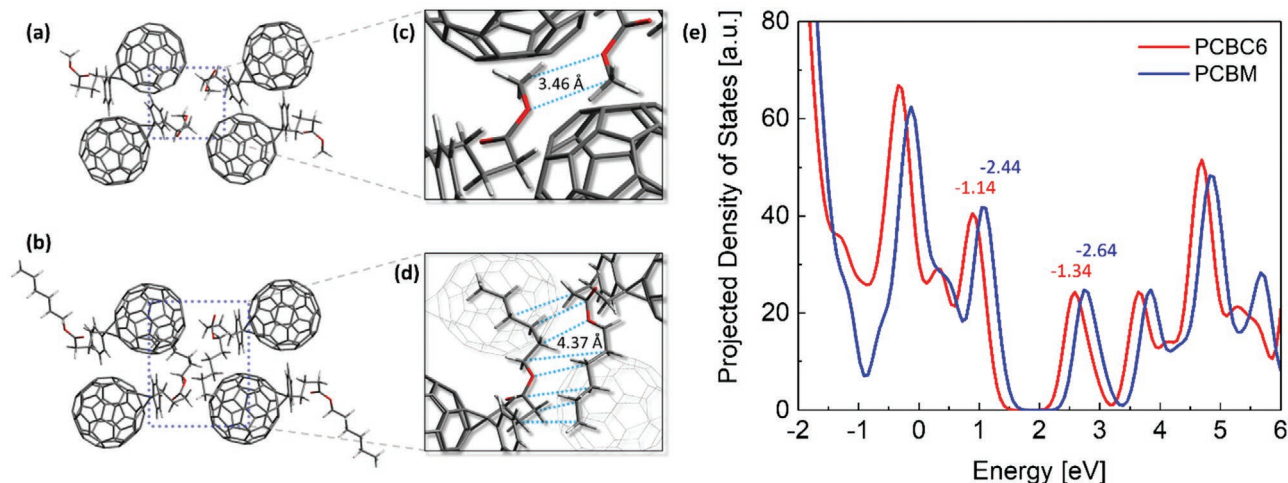 (a)
(c)
3.46 Å
(b)
(d)
4.37 Å
(e)
PCBC6
PCBM
-2.44
-1.14
-2.64
-1.34
80
60
40
20
0
Projected Density of States [a.u.]
-2 -1 0 1 2 3 4 5 6
Energy [eV]